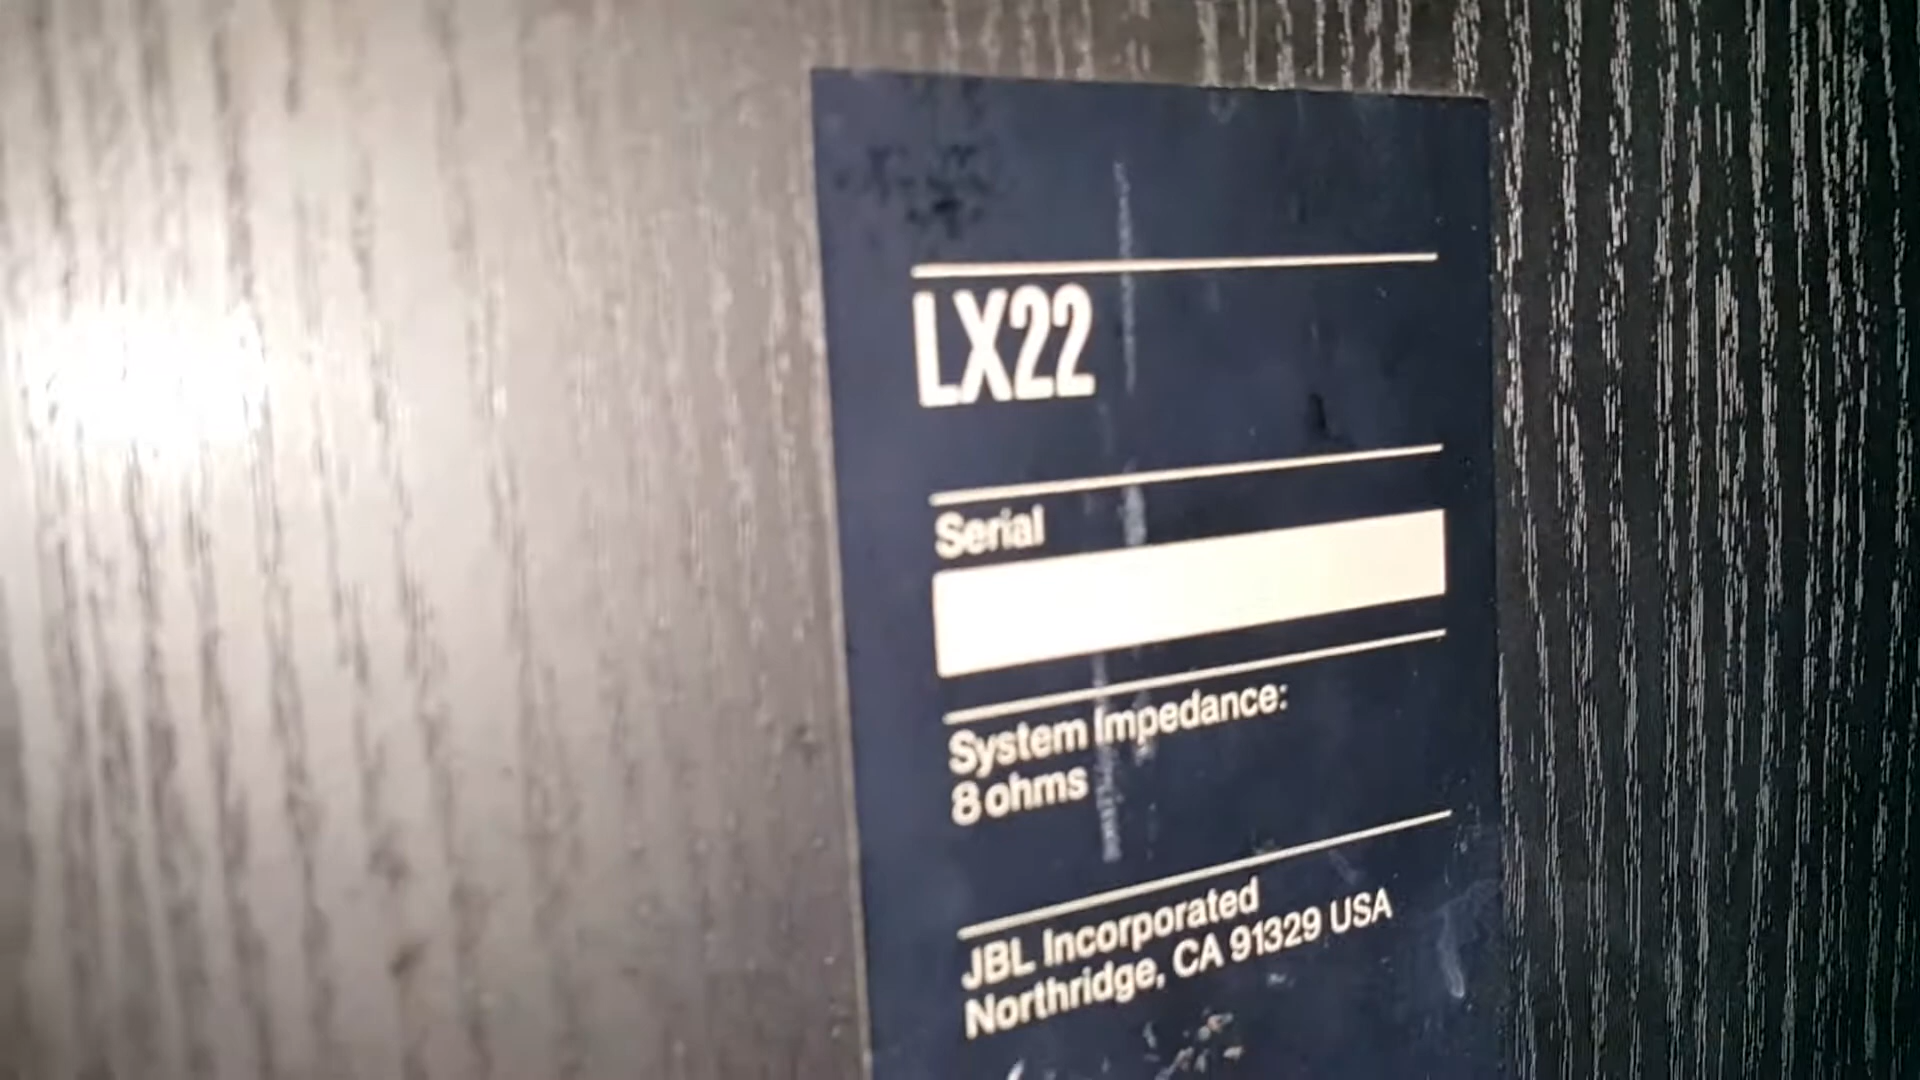 LX22
Serial
System Impedance:
8 ohms
JBL Incorporated
Northridge, CA 91329 USA